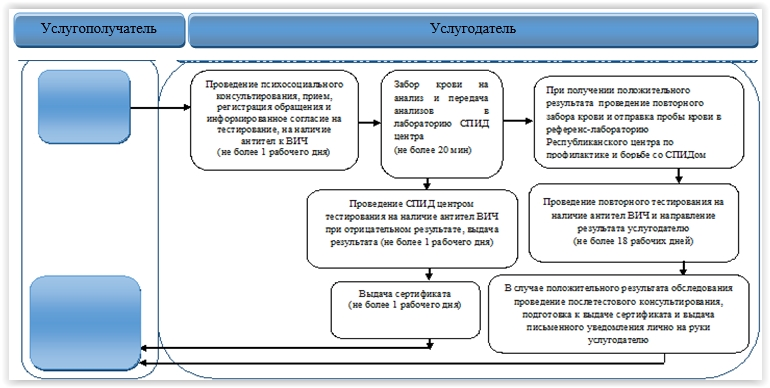 Услугополучатель
Услугодатель
Проведение психосоциального
консультирования, прием,
регистрация обращения и
информированное согласие на
тестирование, на наличие
антител к ВИЧ
(не более 1 рабочего дня)
Забор крови на
анализ и передача
анализов в
лабораторию СПИД
центра
(не более 20 мин)
При получении положительного
результата проведение повторного
забора крови и отправка пробы крови в
референс-лабораторию
Республиканского центра по
профилактике и борьбе со СПИДом
Проведение СПИД центром
тестирования на наличие антител ВИЧ
при отрицательном результате, выдача
результата (не более 1 рабочего дня)
Проведение повторного тестирования на
наличие антител ВИЧ и направление
результата услугодателю
(не более 18 рабочих дней)
Выдача сертификата
(не более 1 рабочего дня)
В случае положительного результата обследования
проведение послетестового консультирования,
подготовка к выдаче сертификата и выдача
письменного уведомления лично на руки
услугодателю